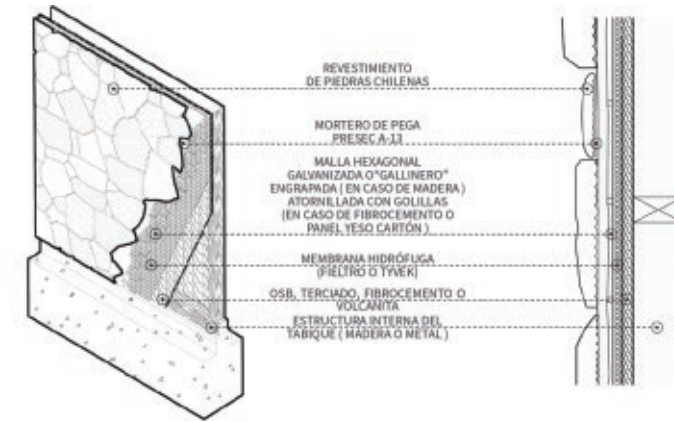 REVESTIMIENTO
DE PIEDRAS CHILENAS
MORTERO DE PEGA
PRESEC A-13
MALLA HEXAGONAL
GALVANIZADA O"GALLINERO"
ENGRAPADA ( EN CASO DE MADERA )
ATORNILLADA CON GOLILLAS
(EN CASO DE FIBROCEMENTO O
PANEL YESO CARTÓN )
MEMBRANA HIDRÓFUGA
(FIELTRO O TYVEK)
OSB, TERCIADO, FIBROCEMENTO O
VOLCANITA
ESTRUCTURA INTERNA DEL
TABIQUE ( MADERA O METAL )